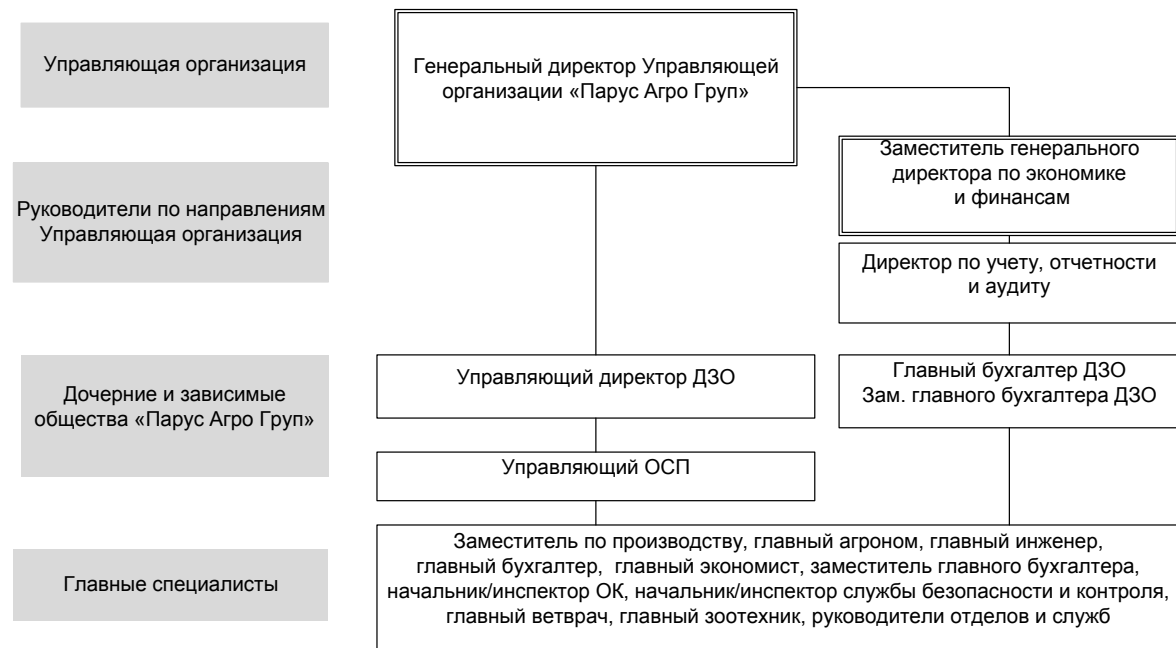 Управляющая организация
Генеральный директор Управляющей
организации «Парус Агро Груп»
Заместитель генерального
директора по экономике
и финансам
Руководители по направлениям
Управляющая организация
Директор по учету, отчетности
и аудиту
Дочерние и зависимые
общества «Парус Агро Груп»
Управляющий директор ДЗО
Главный бухгалтер ДЗО
Зам. главного бухгалтера ДЗО
Управляющий ОСП
Главные специалисты
Заместитель по производству, главный агроном, главный инженер,
главный бухгалтер, главный экономист, заместитель главного бухгалтера,
начальник/инспектор ОК, начальник/инспектор службы безопасности и контроля,
главный ветврач, главный зоотехник, руководители отделов и служб